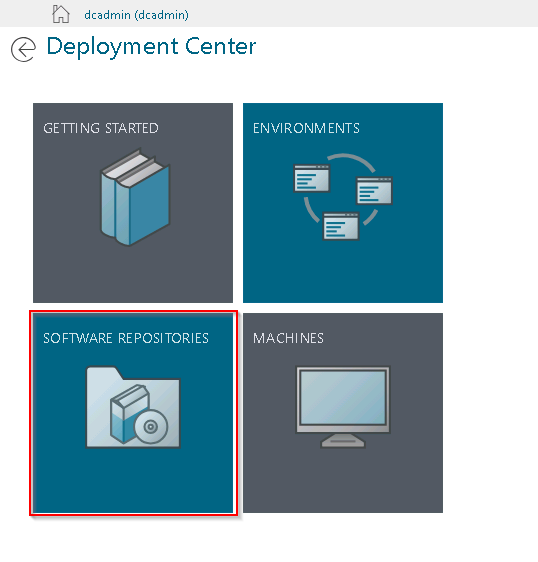 dcadmin (dcadmin)
Deployment Center
GETTING STARTED
ENVIRONMENTS
SOFTWARE REPOSITORIES
MACHINES